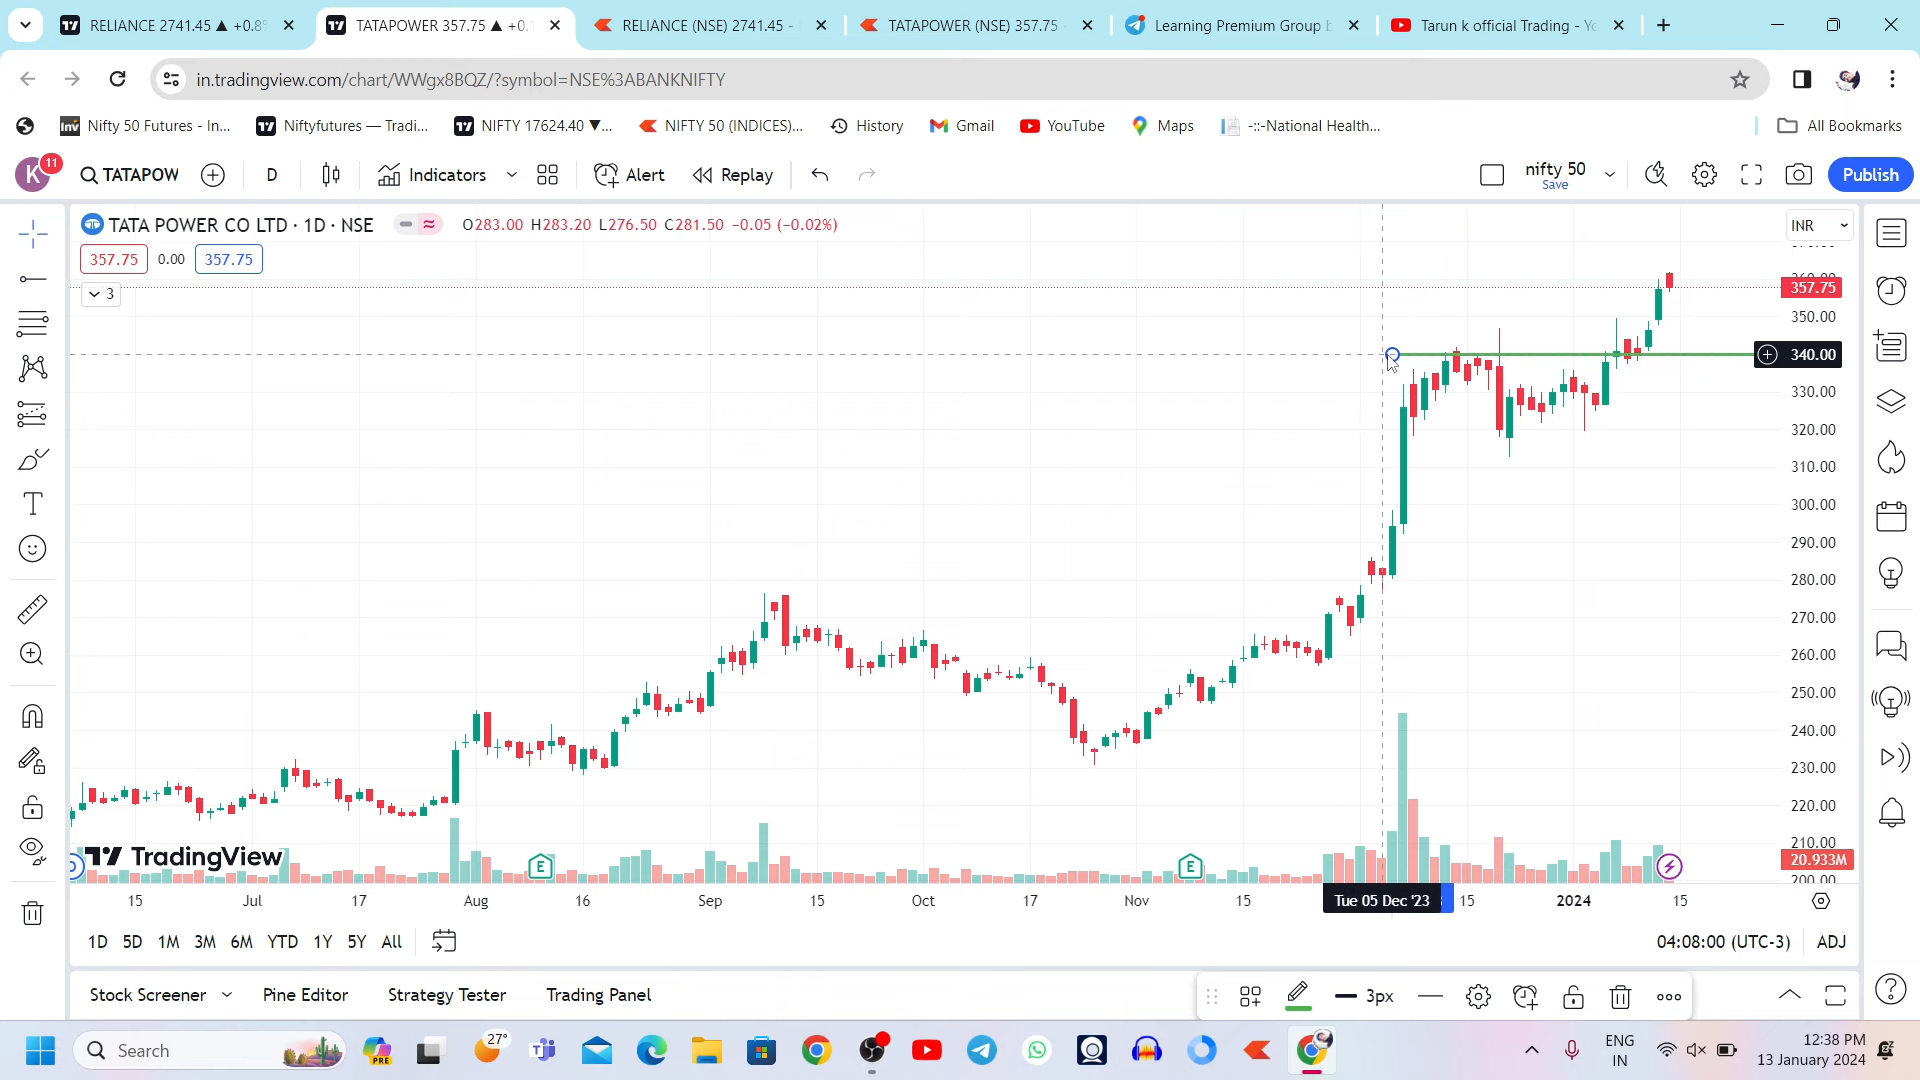 RELIANCE 2741.45 ▲ +0.8%
TATAPOWER 357.75 ▲ +0.1
RELIANCE (NSE) 2741.45 -
TATAPOWER (NSE) 357.75
Learning Premium Group b
Tarun k official Trading - Yo
in.tradingview.com/chart/WWgx8BQZ/?symbol=NSE%3ABANKNIFTY
Nifty 50 Futures - In...
Niftyfutures — Tradi...
NIFTY 17624.40 ▼...
NIFTY 50 (INDICES)...
History
Gmail
YouTube
Maps
-::-National Health...
All Bookmarks
K
11
TATAPOW
D
Indicators
Alert
Replay
nifty 50
Save
Publish
TATA POWER CO LTD · 1D · NSE
O283.00 H283.20 L276.50 C281.50 −0.05 (−0.02%)
INR
357.75
0.00
357.75
3
360.00
357.75
350.00
340.00
330.00
320.00
310.00
300.00
290.00
280.00
270.00
260.00
250.00
240.00
230.00
220.00
210.00
20.933M
200.00
TradingView
E
E
15
Jul
17
Aug
16
Sep
15
Oct
17
Nov
15
Tue 05 Dec '23
15
2024
15
1D
5D
1M
3M
6M
YTD
1Y
5Y
All
04:08:00 (UTC-3)
ADJ
Stock Screener
Pine Editor
Strategy Tester
Trading Panel
3px
Search
PRE
27°
ENG
IN
12:38 PM
13 January 2024